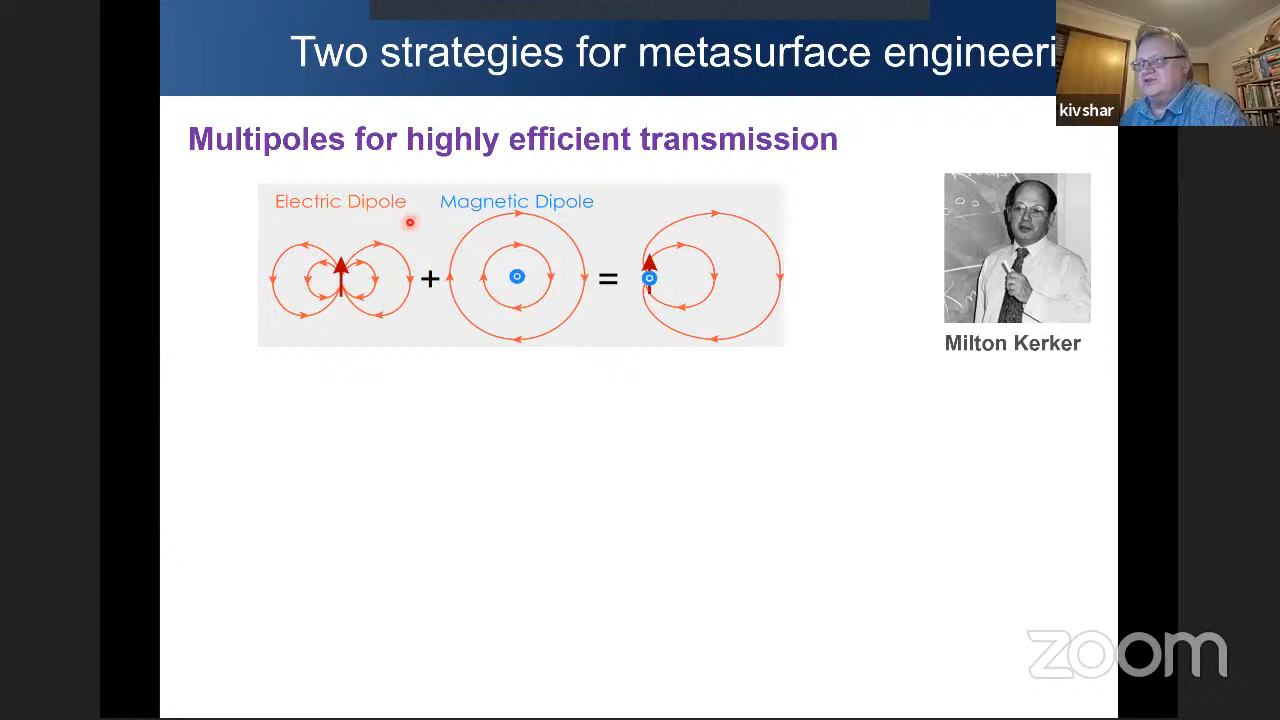 Two strategies for metasurface engineeri
kivshar
Multipoles for highly efficient transmission
Electric Dipole
Magnetic Dipole
+
=
Milton Kerker
zoom